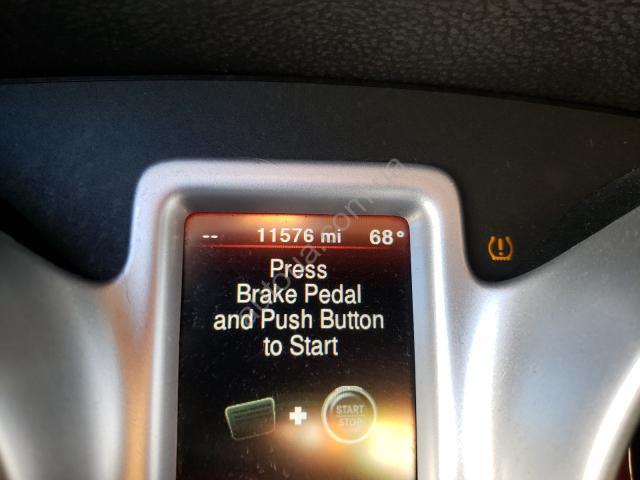 -- 11576 mi 68°
Press
Brake Pedal
and Push Button
to Start
START
STOP